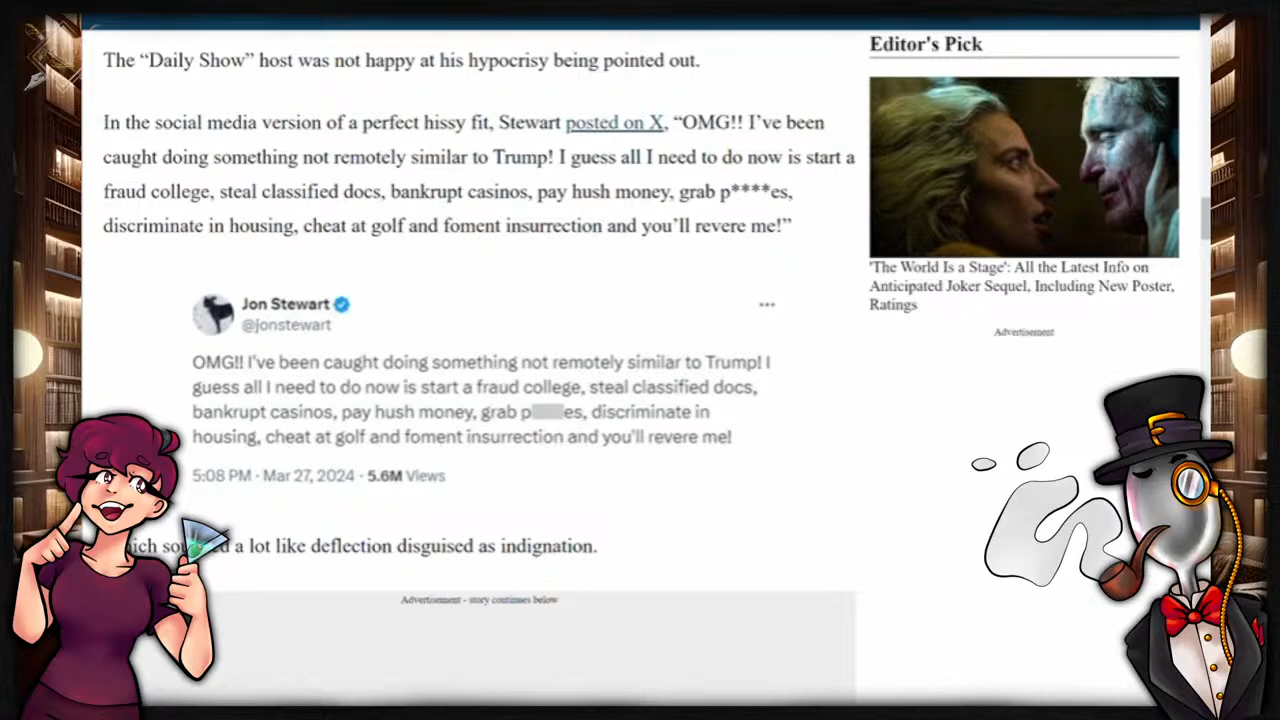 The “Daily Show” host was not happy at his hypocrisy being pointed out.
In the social media version of a perfect hissy fit, Stewart posted on X, “OMG!! I’ve been
caught doing something not remotely similar to Trump! I guess all I need to do now is start a
fraud college, steal classified docs, bankrupt casinos, pay hush money, grab p****es,
discriminate in housing, cheat at golf and foment insurrection and you’ll revere me!”
Jon Stewart
@jonstewart
OMG!! I've been caught doing something not remotely similar to Trump! I
guess all I need to do now is start a fraud college, steal classified docs,
bankrupt casinos, pay hush money, grab p es, discriminate in
housing, cheat at golf and foment insurrection and you'll revere me!
5:08 PM · Mar 27, 2024 · 5.6M Views
a lot like deflection disguised as indignation.
Advertisement - story continues below
Editor's Pick
'The World Is a Stage': All the Latest Info on
Anticipated Joker Sequel, Including New Poster,
Ratings
Advertisement